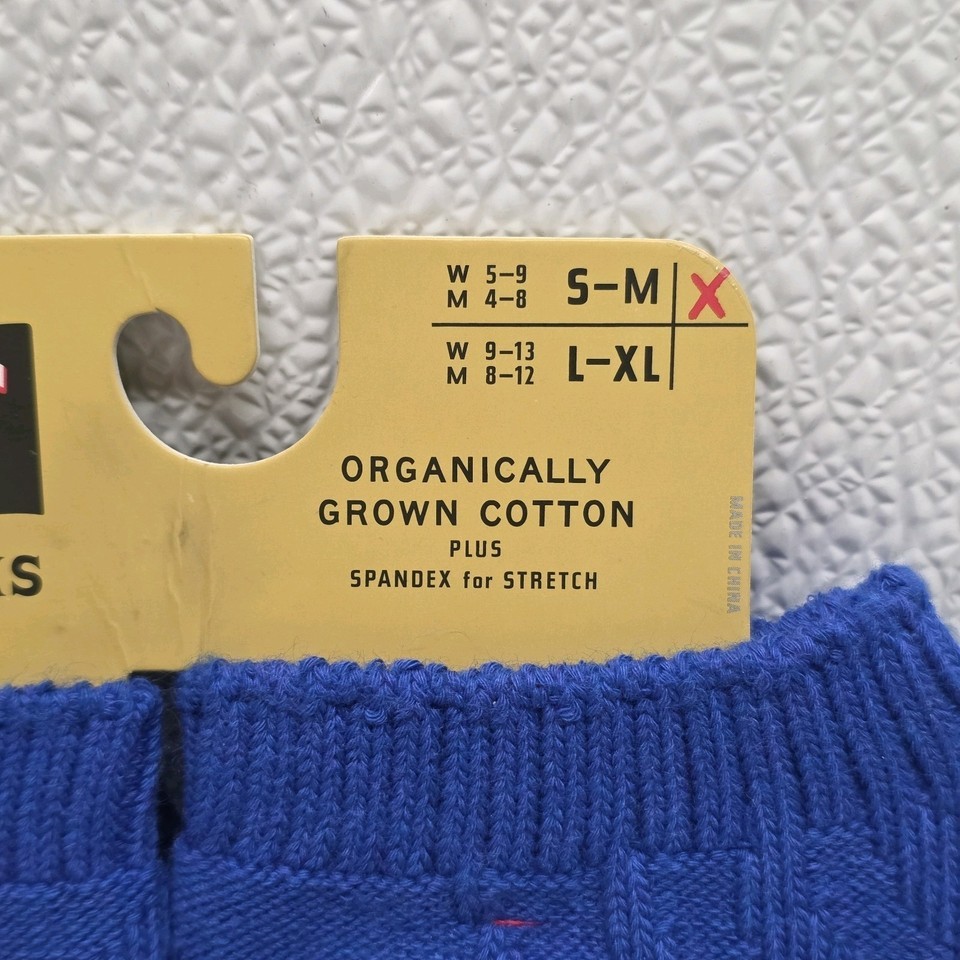 W 5–9
M 4–8
S–M
X
W 9–13
M 8–12
L–XL
ORGANICALLY
GROWN COTTON
PLUS
SPANDEX for STRETCH
MADE IN CHINA
KS